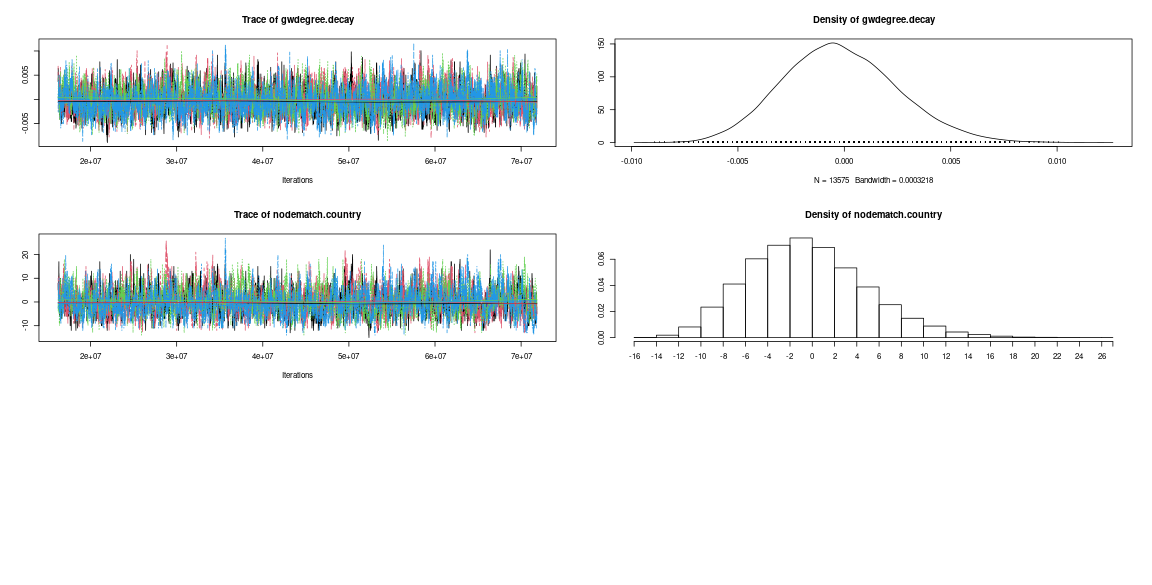 Trace of gwdegree.decay
0.005
-0.005
2e+07 3e+07 4e+07 5e+07 6e+07 7e+07
Iterations
Density of gwdegree.decay
150
100
50
0
-0.010 -0.005 0.000 0.005 0.010
N = 13575 Bandwidth = 0.0003218
Trace of nodematch.country
20
10
0
-10
2e+07 3e+07 4e+07 5e+07 6e+07 7e+07
Iterations
Density of nodematch.country
0.06
0.04
0.02
0.00
-16 -14 -12 -10 -8 -6 -4 -2 0 2 4 6 8 10 12 14 16 18 20 22 24 26